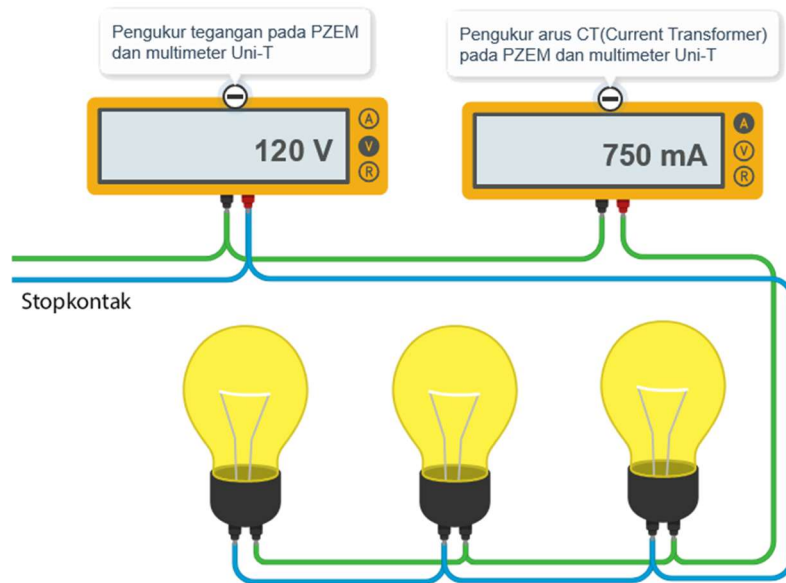 Pengukur tegangan pada PZEM
dan multimeter Uni-T
Pengukur arus CT(Current Transformer)
pada PZEM dan multimeter Uni-T
120 V
A
V
R
750 mA
A
V
R
Stopkontak